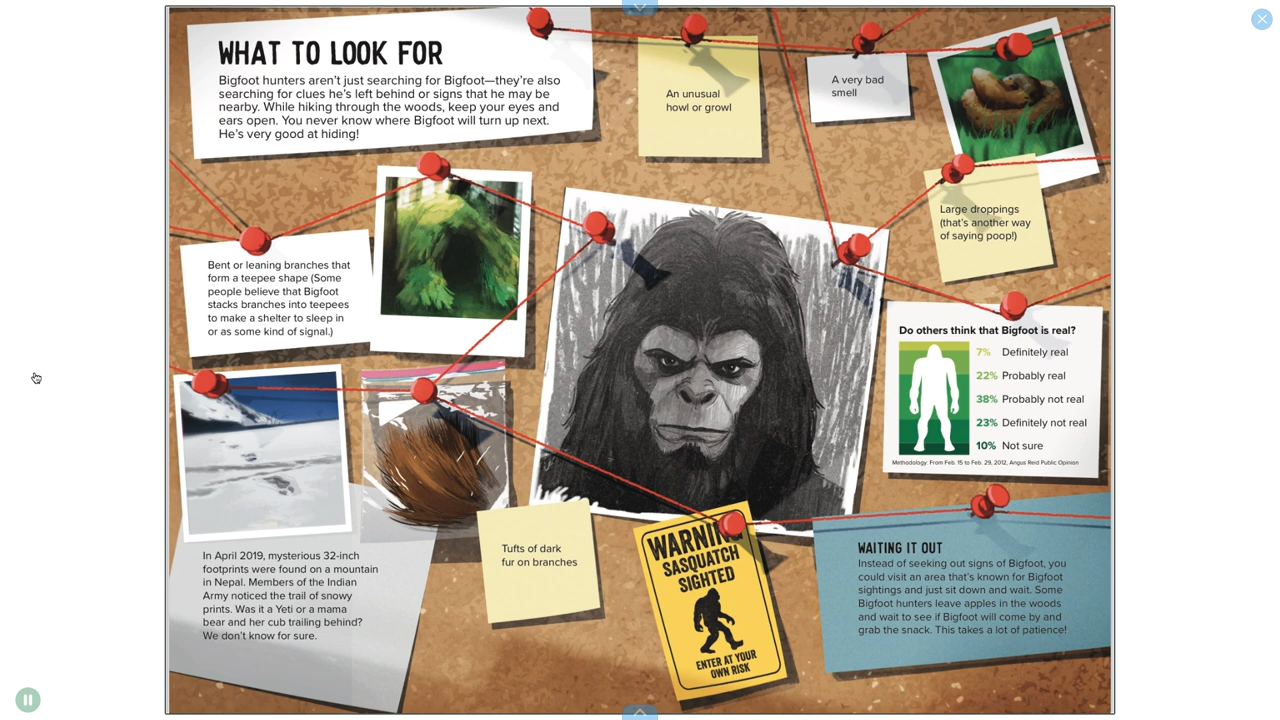 WHAT TO LOOK FOR
Bigfoot hunters aren't just searching for Bigfoot—they're also
searching for clues he's left behind or signs that he may be
nearby. While hiking through the woods, keep your eyes and
ears open. You never know where Bigfoot will turn up next.
He's very good at hiding!
An unusual
howl or growl
A very bad
smell
Large droppings
(that's another way
of saying poop!)
Bent or leaning branches that
form a teepee shape (Some
people believe that Bigfoot
stacks branches into teepees
to make a shelter to sleep in
or as some kind of signal.)
Do others think that Bigfoot is real?
7% Definitely real
22% Probably real
38% Probably not real
23% Definitely not real
10% Not sure
Methodology: From Feb. 15 to Feb. 29, 2012, Angus Reid Public Opinion
In April 2019, mysterious 32-inch
footprints were found on a mountain
in Nepal. Members of the Indian
Army noticed the trail of snowy
prints. Was it a Yeti or a mama
bear and her cub trailing behind?
We don't know for sure.
Tufts of dark
fur on branches
WARNING
SASQUATCH
SIGHTED
ENTER AT YOUR
OWN RISK
WAITING IT OUT
Instead of seeking out signs of Bigfoot, you
could visit an area that's known for Bigfoot
sightings and just sit down and wait. Some
Bigfoot hunters leave apples in the woods
and wait to see if Bigfoot will come by and
grab the snack. This takes a lot of patience!